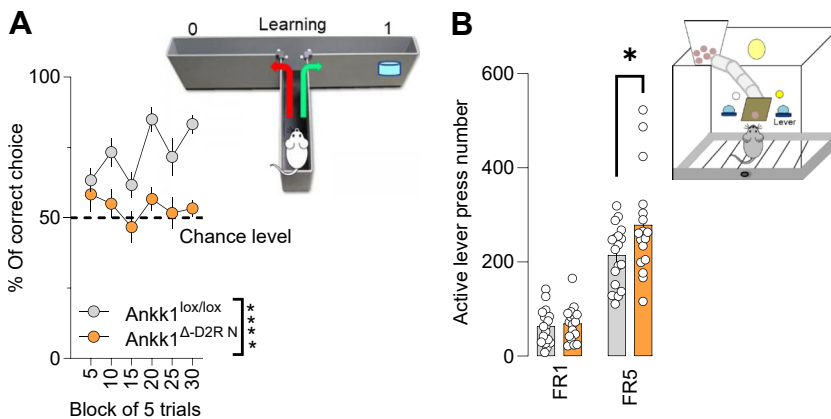 A
0 Learning 1
100
50
0
% Of correct choice
Chance level
Ankk1lox/lox
Ankk1Δ-D2R N
****
5 10 15 20 25 30
Block of 5 trials
B
*
600
400
200
0
Active lever press number
FR1 FR5
Lever